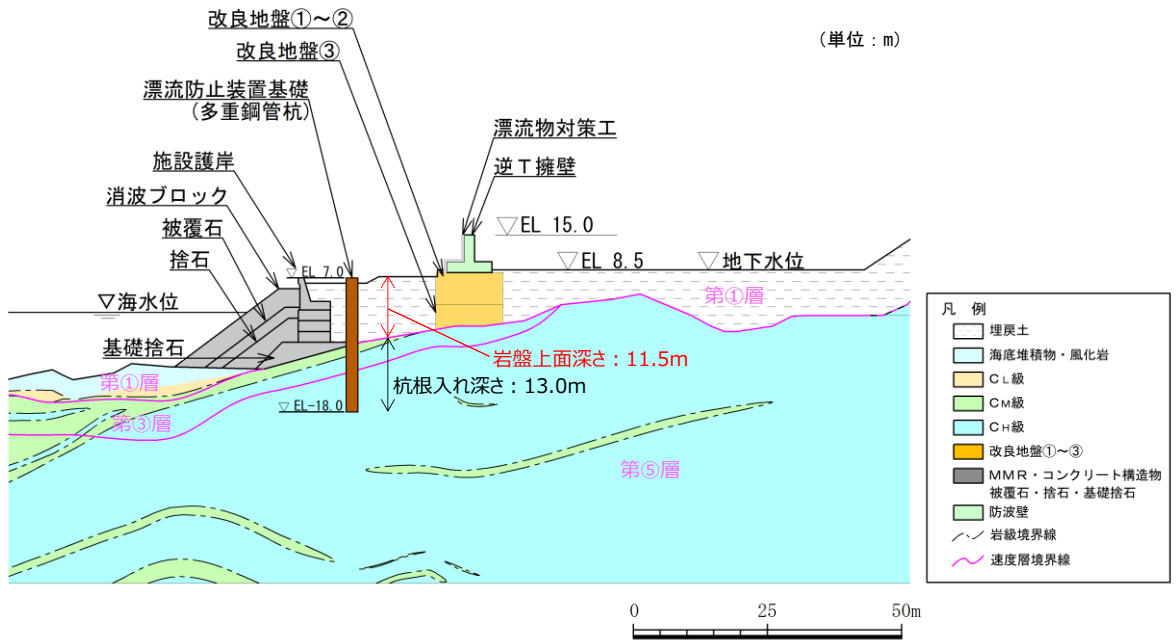 改良地盤①～②
(単位：m)
改良地盤③
漂流防止装置基礎
(多重鋼管杭)
漂流物対策工
施設護岸
逆Ｔ擁壁
消波ブロック
▽EL 15.0
被覆石
▽EL 8.5
▽地下水位
捨石
▽EL 7.0
▽海水位
第①層
基礎捨石
岩盤上面深さ：11.5m
第①層
杭根入れ深さ：13.0m
▽EL-18.0
第③層
第⑤層
凡 例
埋戻土
海底堆積物・風化岩
ＣL級
ＣM級
ＣH級
改良地盤①～③
ＭＭＲ・コンクリート構造物
被覆石・捨石・基礎捨石
防波壁
岩級境界線
速度層境界線
0 25 50m